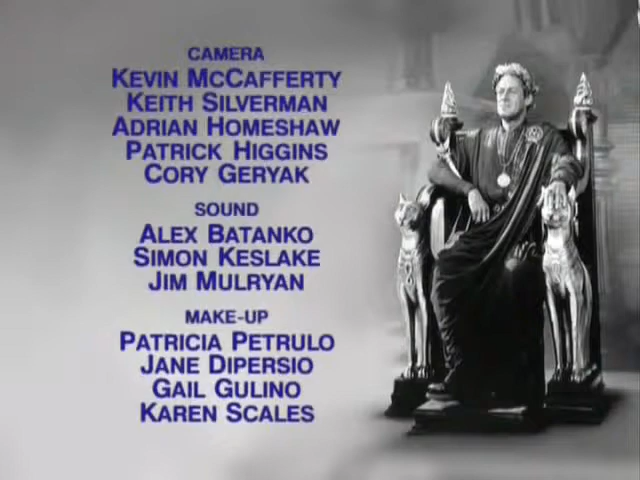 CAMERA
KEVIN MCCAFFERTY
KEITH SILVERMAN
ADRIAN HOMESHAW
PATRICK HIGGINS
CORY GERYAK
SOUND
ALEX BATANKO
SIMON KESLAKE
JIM MULRYAN
MAKE-UP
PATRICIA PETRULO
JANE DIPERSIO
GAIL GULINO
KAREN SCALES